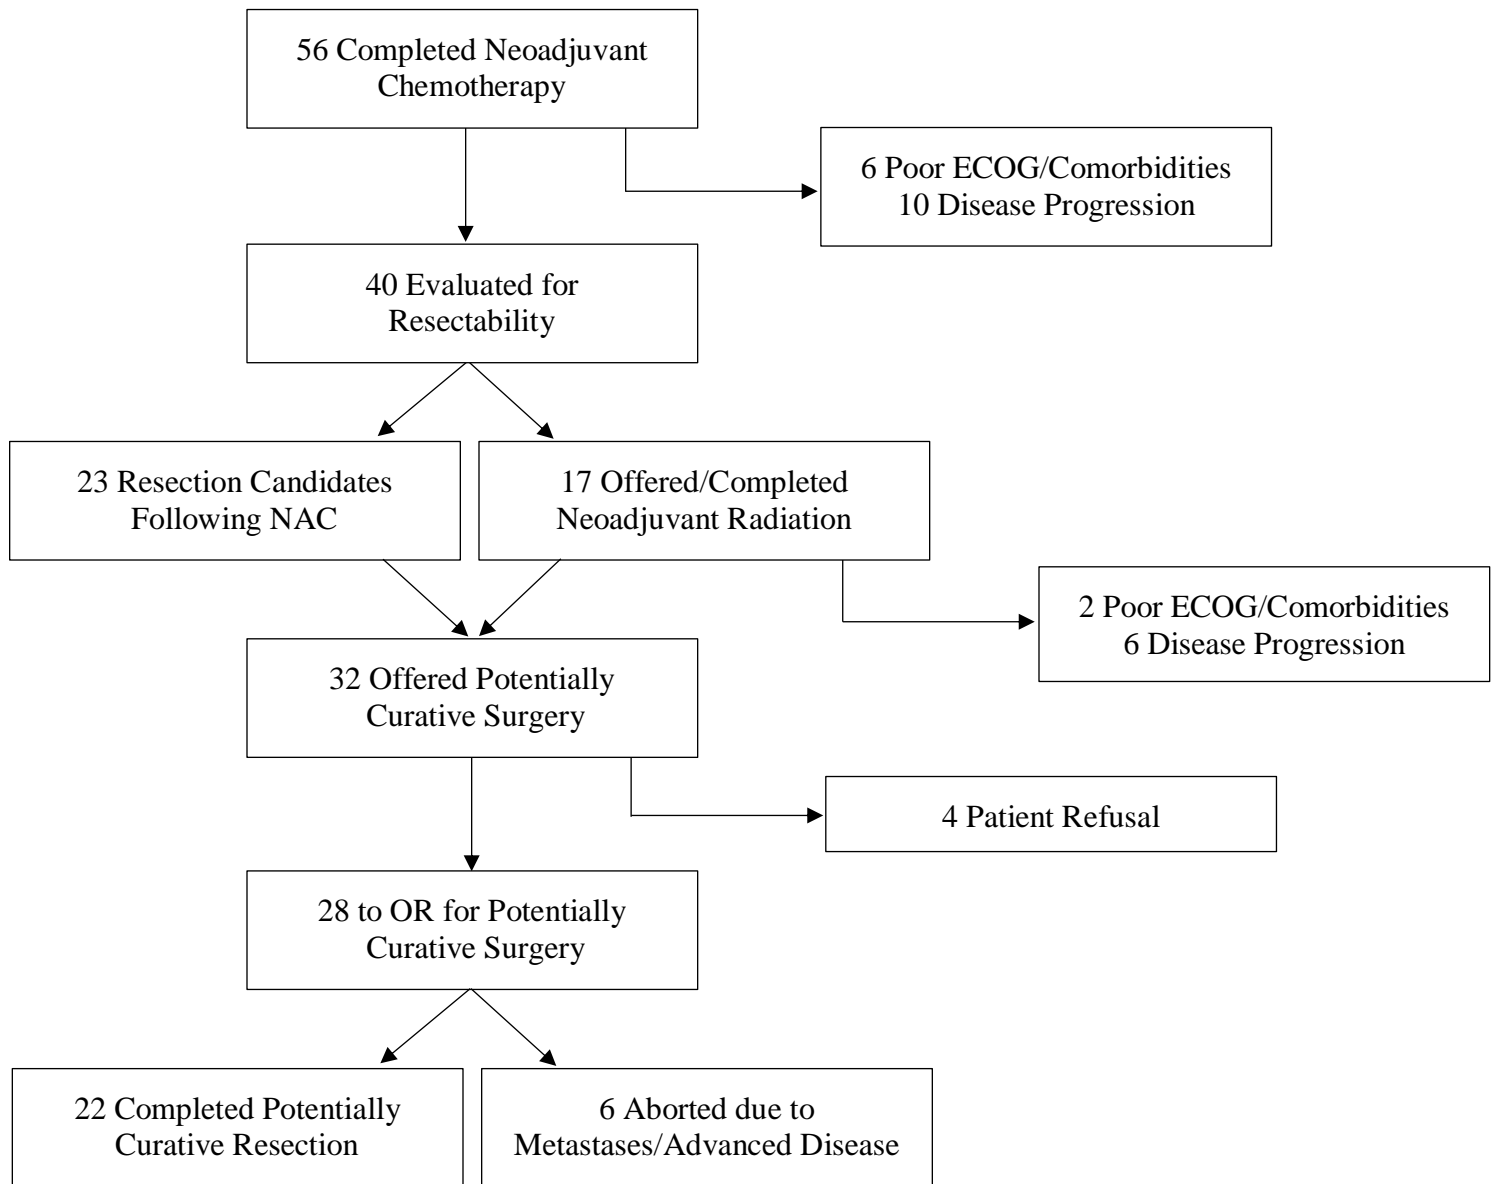 56 Completed Neoadjuvant
Chemotherapy
6 Poor ECOG/Comorbidities
10 Disease Progression
40 Evaluated for
Resectability
23 Resection Candidates
Following NAC
17 Offered/Completed
Neoadjuvant Radiation
2 Poor ECOG/Comorbidities
6 Disease Progression
32 Offered Potentially
Curative Surgery
4 Patient Refusal
28 to OR for Potentially
Curative Surgery
22 Completed Potentially
Curative Resection
6 Aborted due to
Metastases/Advanced Disease